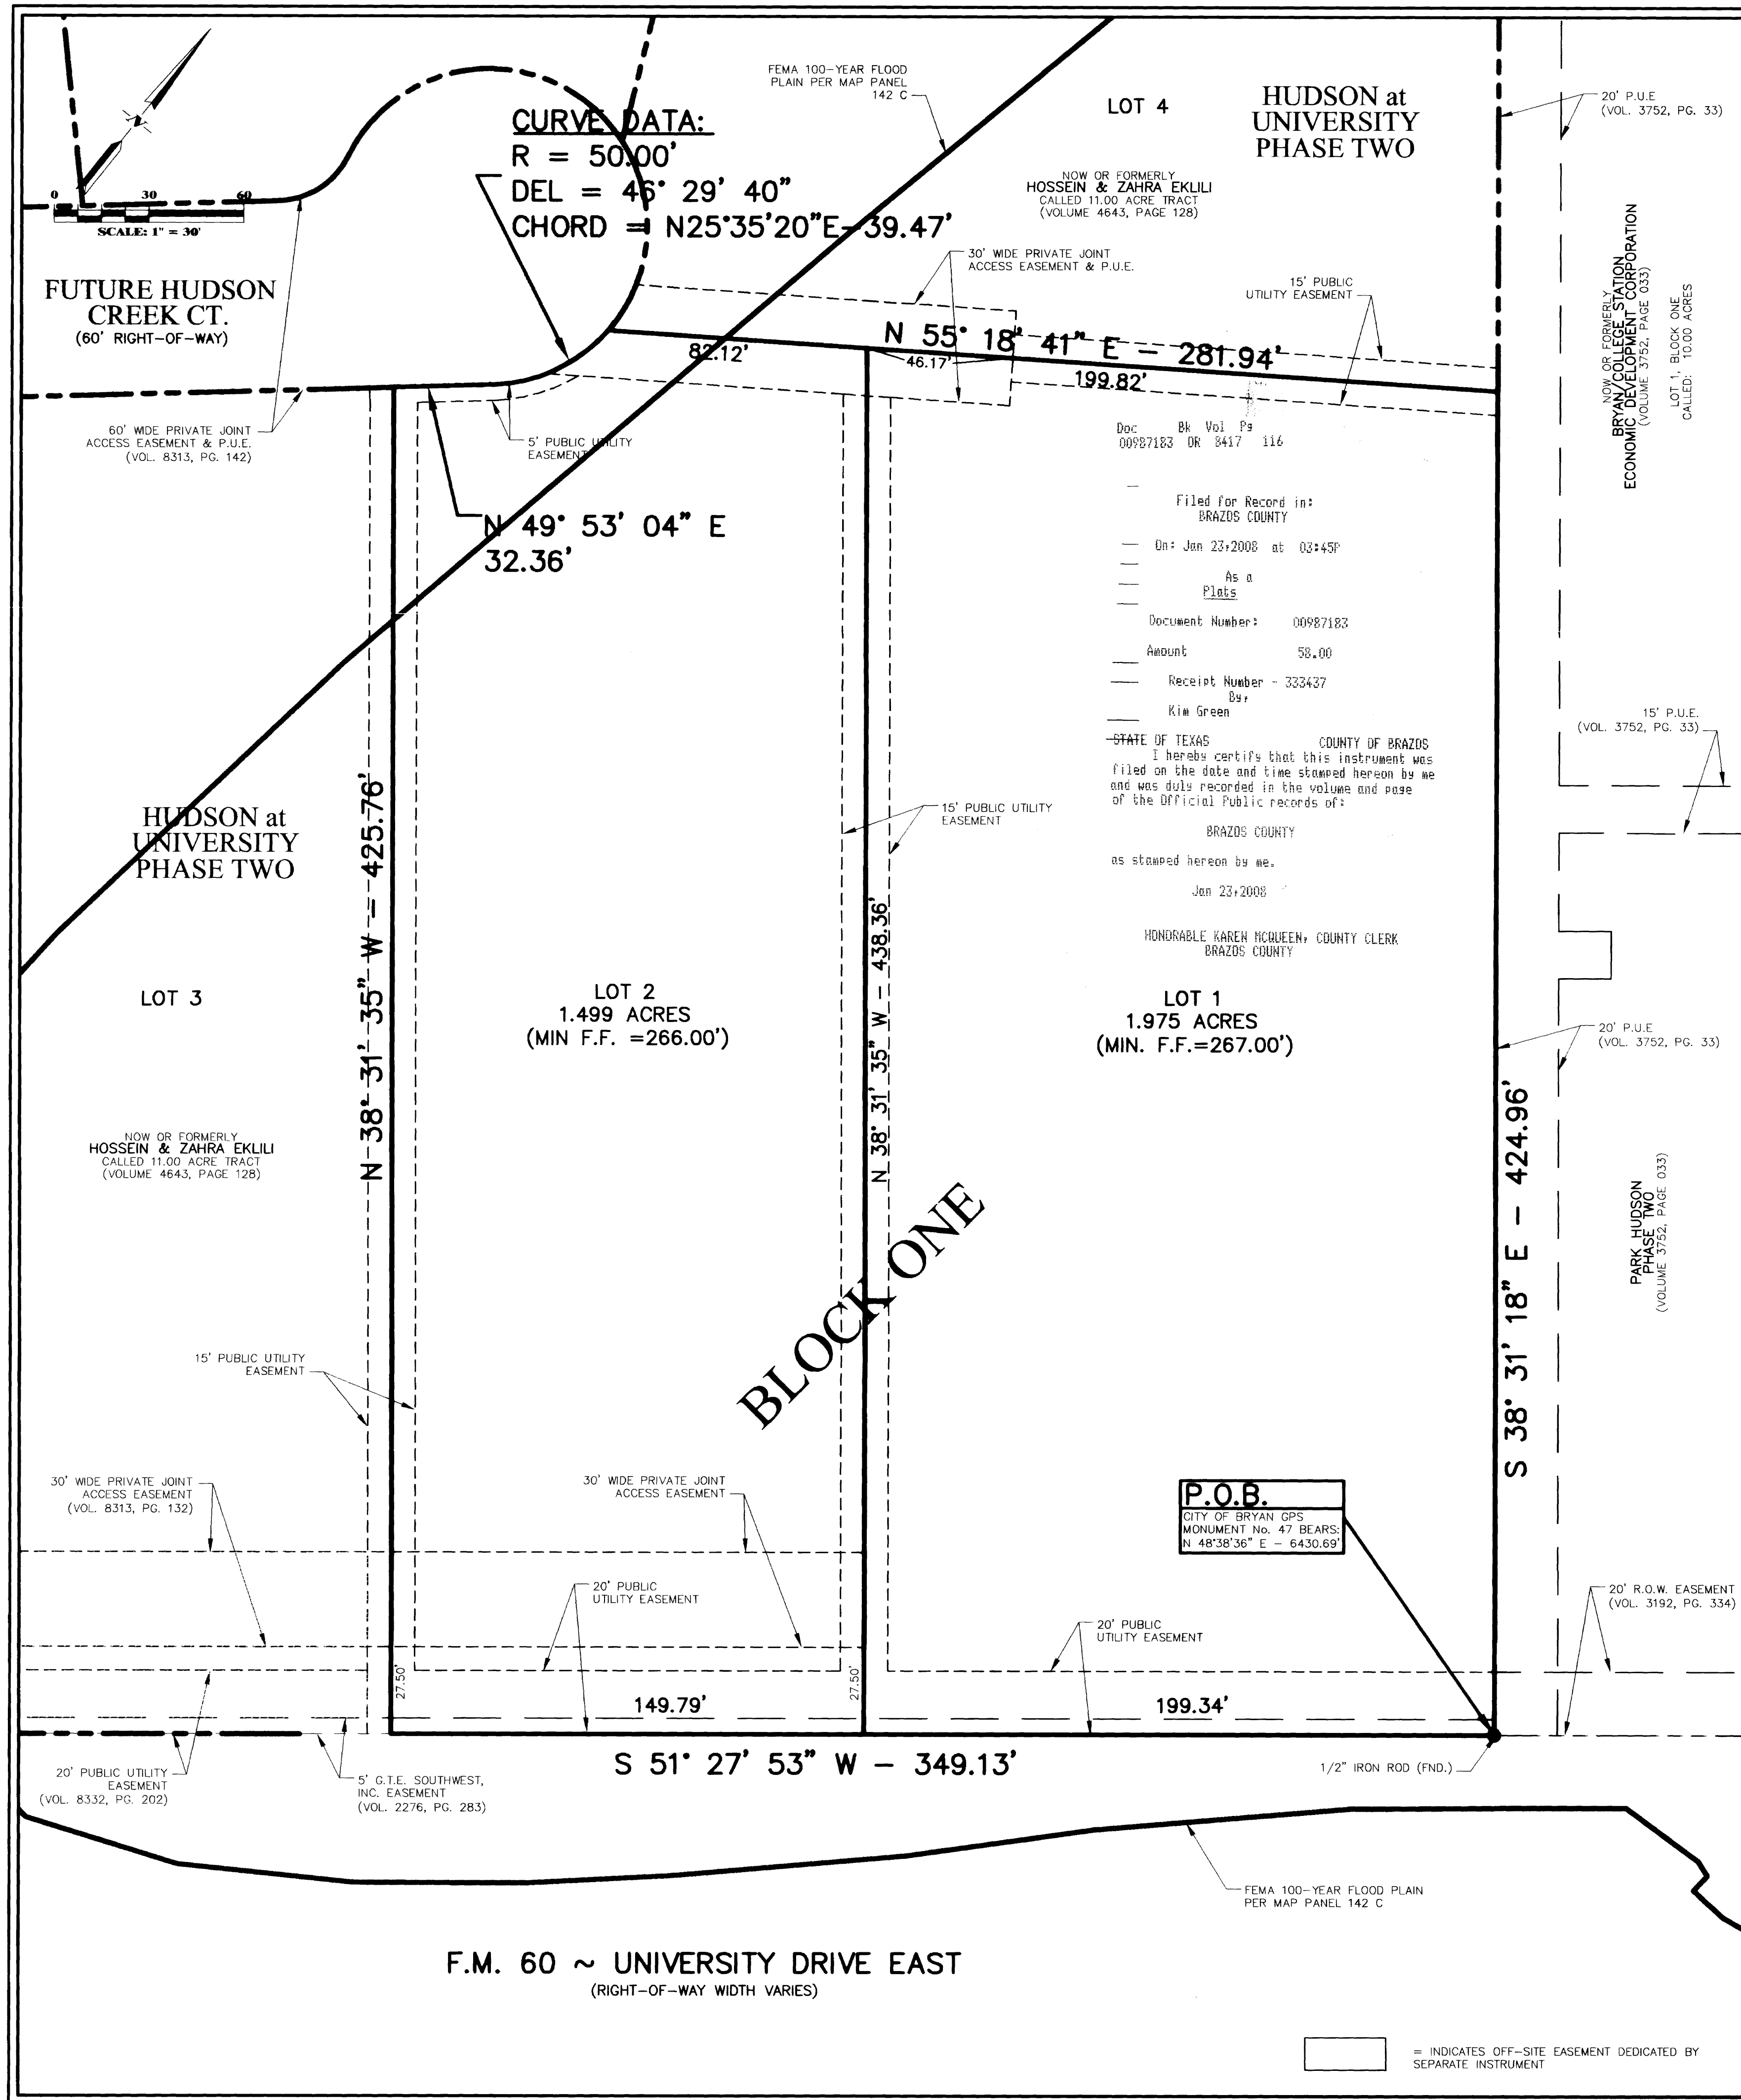 FEMA 100-YEAR FLOOD
PLAIN PER MAP PANEL
142 C
LOT 4
HUDSON at
UNIVERSITY
PHASE TWO
20' P.U.E
(VOL. 3752, PG. 33)
CURVE DATA:
R = 50.00'
DEL = 46° 29' 40"
CHORD = N25°35'20"E-39.47'
NOW OR FORMERLY
HOSSEIN & ZAHRA EKLILI
CALLED 11.00 ACRE TRACT
(VOLUME 4643, PAGE 128)
0 30 60
SCALE: 1" = 30'
FUTURE HUDSON
CREEK CT.
(60' RIGHT-OF-WAY)
30' WIDE PRIVATE JOINT
ACCESS EASEMENT & P.U.E.
15' PUBLIC
UTILITY EASEMENT
NOW OR FORMERLY
BRYAN/COLLEGE STATION
ECONOMIC DEVELOPMENT CORPORATION
(VOLUME 3752, PAGE 033)
LOT 1, BLOCK ONE
CALLED: 10.00 ACRES
N 55° 18' 41" E - 281.94'
82.12'
46.17'
199.82'
60' WIDE PRIVATE JOINT
ACCESS EASEMENT & P.U.E.
(VOL. 8313, PG. 142)
5' PUBLIC UTILITY
EASEMENT
N 49° 53' 04" E
32.36'
Doc Bk Vol Pg
00987183 OR 8417 116
Filed for Record in:
BRAZOS COUNTY
On: Jan 23,2008 at 03:45P
As a
Plats
Document Number: 00987183
Amount 58.00
Receipt Number - 333437
By,
Kim Green
STATE OF TEXAS COUNTY OF BRAZOS
I hereby certify that this instrument was
filed on the date and time stamped hereon by me
and was duly recorded in the volume and page
of the Official Public records of:
BRAZOS COUNTY
as stamped hereon by me.
Jan 23,2008
HONORABLE KAREN MCQUEEN, COUNTY CLERK
BRAZOS COUNTY
15' P.U.E.
(VOL. 3752, PG. 33)
HUDSON at
UNIVERSITY
PHASE TWO
N 38° 31' 35" W - 425.76'
15' PUBLIC UTILITY
EASEMENT
N 38° 31' 35" W - 438.36'
LOT 3
LOT 2
1.499 ACRES
(MIN F.F. =266.00')
LOT 1
1.975 ACRES
(MIN. F.F.=267.00')
20' P.U.E
(VOL. 3752, PG. 33)
NOW OR FORMERLY
HOSSEIN & ZAHRA EKLILI
CALLED 11.00 ACRE TRACT
(VOLUME 4643, PAGE 128)
S 38° 31' 18" E - 424.96'
PARK HUDSON
PHASE TWO
(VOLUME 3752, PAGE 033)
BLOCK ONE
15' PUBLIC UTILITY
EASEMENT
30' WIDE PRIVATE JOINT
ACCESS EASEMENT
(VOL. 8313, PG. 132)
30' WIDE PRIVATE JOINT
ACCESS EASEMENT
P.O.B.
CITY OF BRYAN GPS
MONUMENT No. 47 BEARS:
N 48°38'36" E - 6430.69'
20' PUBLIC
UTILITY EASEMENT
20' PUBLIC
UTILITY EASEMENT
20' R.O.W. EASEMENT
(VOL. 3192, PG. 334)
27.50'
27.50'
149.79'
199.34'
S 51° 27' 53" W - 349.13'
1/2" IRON ROD (FND.)
20' PUBLIC UTILITY
EASEMENT
(VOL. 8332, PG. 202)
5' G.T.E. SOUTHWEST,
INC. EASEMENT
(VOL. 2276, PG. 283)
FEMA 100-YEAR FLOOD PLAIN
PER MAP PANEL 142 C
F.M. 60 ~ UNIVERSITY DRIVE EAST
(RIGHT-OF-WAY WIDTH VARIES)
= INDICATES OFF-SITE EASEMENT DEDICATED BY
SEPARATE INSTRUMENT